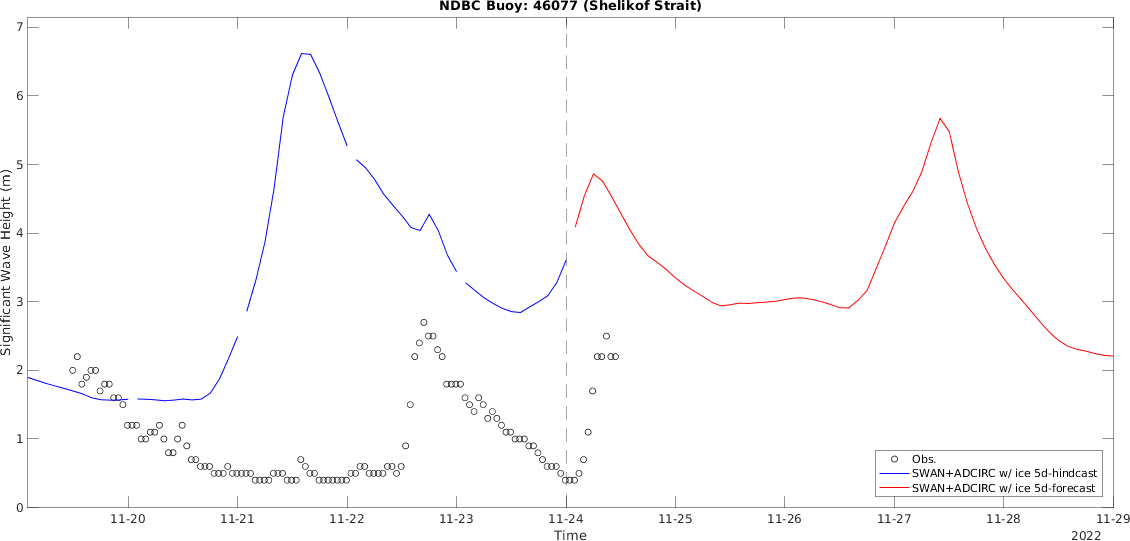 NDBC Buoy: 46077 (Shelikof Strait)
7
6
5
4
3
2
1
0
Significant Wave Height (m)
Obs.
SWAN+ADCIRC w/ ice 5d-hindcast
SWAN+ADCIRC w/ ice 5d-forecast
11-20 11-21 11-22 11-23 11-24 11-25 11-26 11-27 11-28 11-29
Time
2022